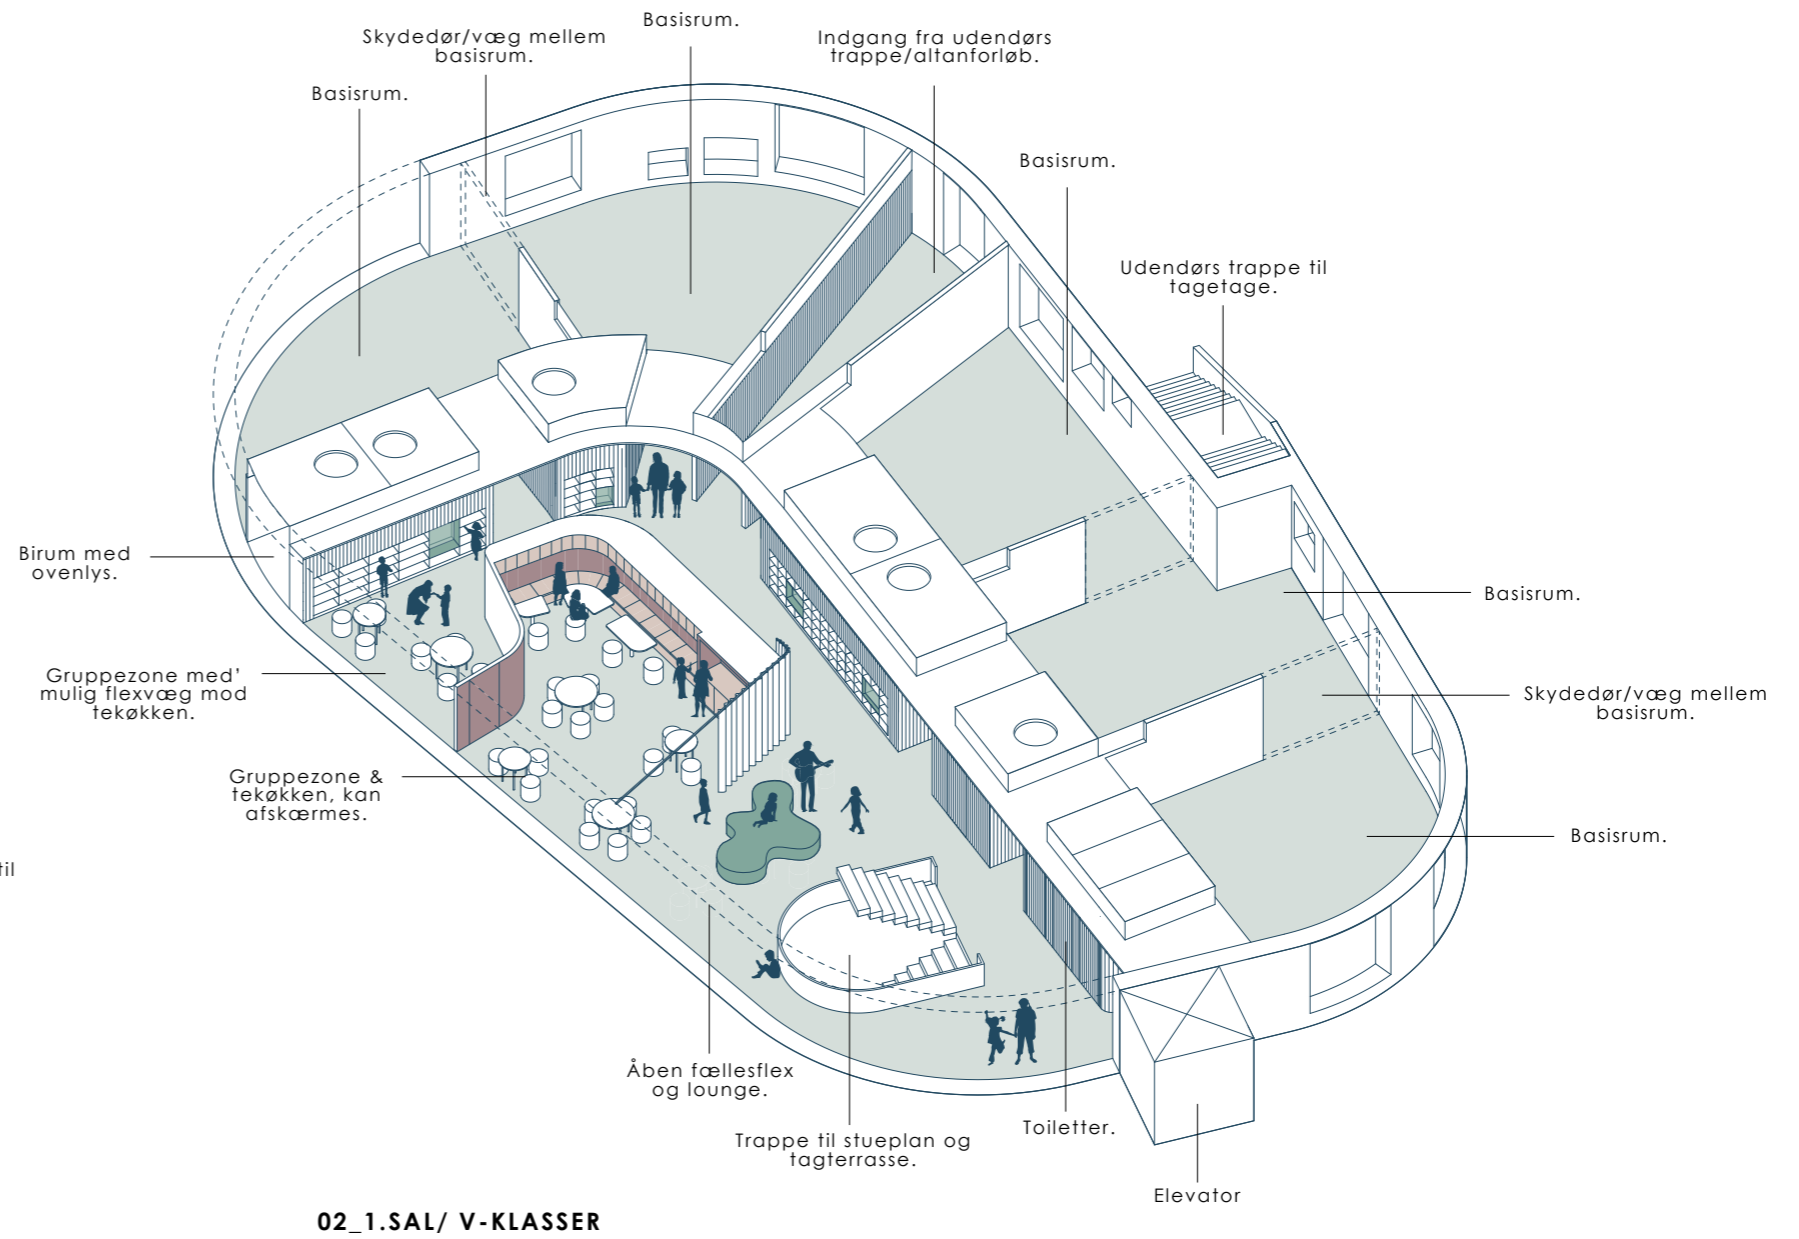 Basisrum.
Skydedør/væg mellem
basisrum.
Indgang fra udendørs
trappe/altanforløb.
Basisrum.
Basisrum.
Udendørs trappe til
tagetage.
Birum med
ovenlys.
Basisrum.
Gruppezone med'
mulig flexvæg mod
tekøkken.
Skydedør/væg mellem
basisrum.
Gruppezone &
tekøkken, kan
afskærmes.
Basisrum.
til
Åben fællesflex
og lounge.
Toiletter.
Trappe til stueplan og
tagterrasse.
Elevator
02_1.SAL/ V-KLASSER